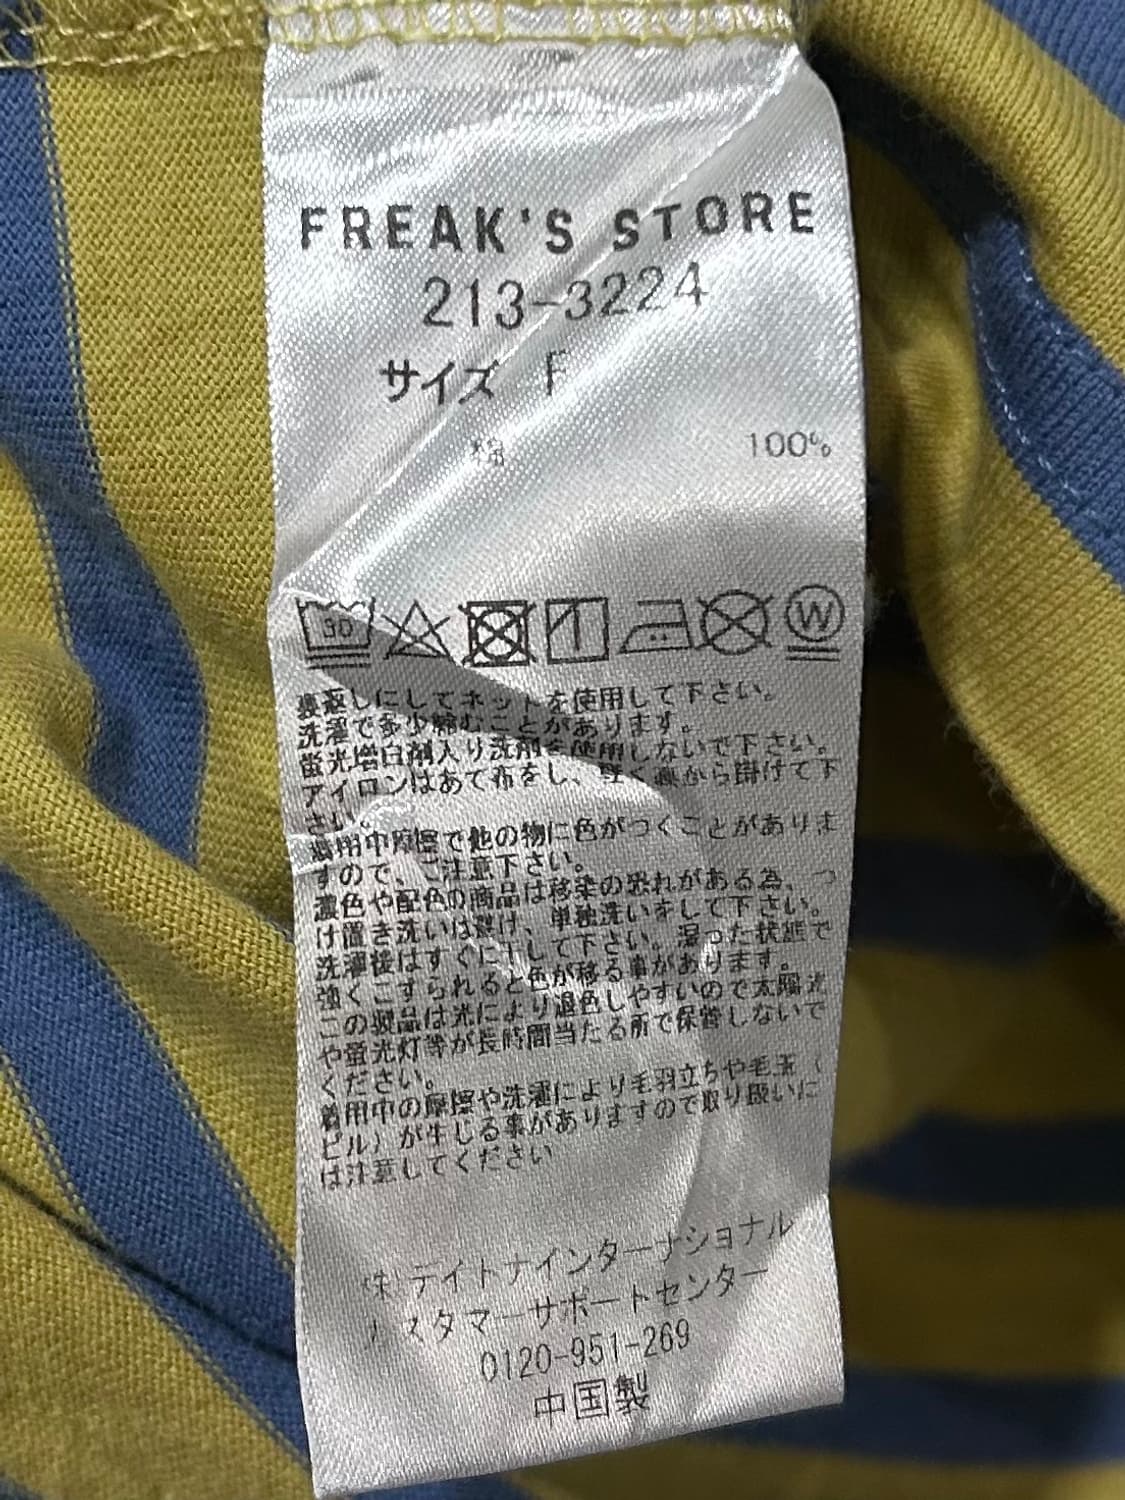 FREAK'S STORE
213-3224
サイズ F
綿 100%
30
W
裏返しにしてネットを使用して下さい。
洗濯で多少縮むことがあります。
蛍光増白剤入り洗剤を使用しないで下さい。
アイロンはあて布をし、軽く裏から掛けて下
さい。
着用中摩擦で他の物に色がつくことがありま
すので、ご注意下さい。
濃色や配色の商品は移染の恐れがある為、つ
け置き洗いは避け、単独洗いをして下さい。
洗濯後はすぐに干して下さい。湿った状態で
強くこすられると色が移る事があります。
この製品は光により退色しやすいので太陽光
や蛍光灯等が長時間当たる所で保管しないで
ください。
着用中の摩擦や洗濯により毛羽立ちや毛玉（
ピル）が生じる事がありますので取り扱いに
は注意してください
(株)デイトナインターナショナル
カスタマーサポートセンター
0120-951-269
中国製